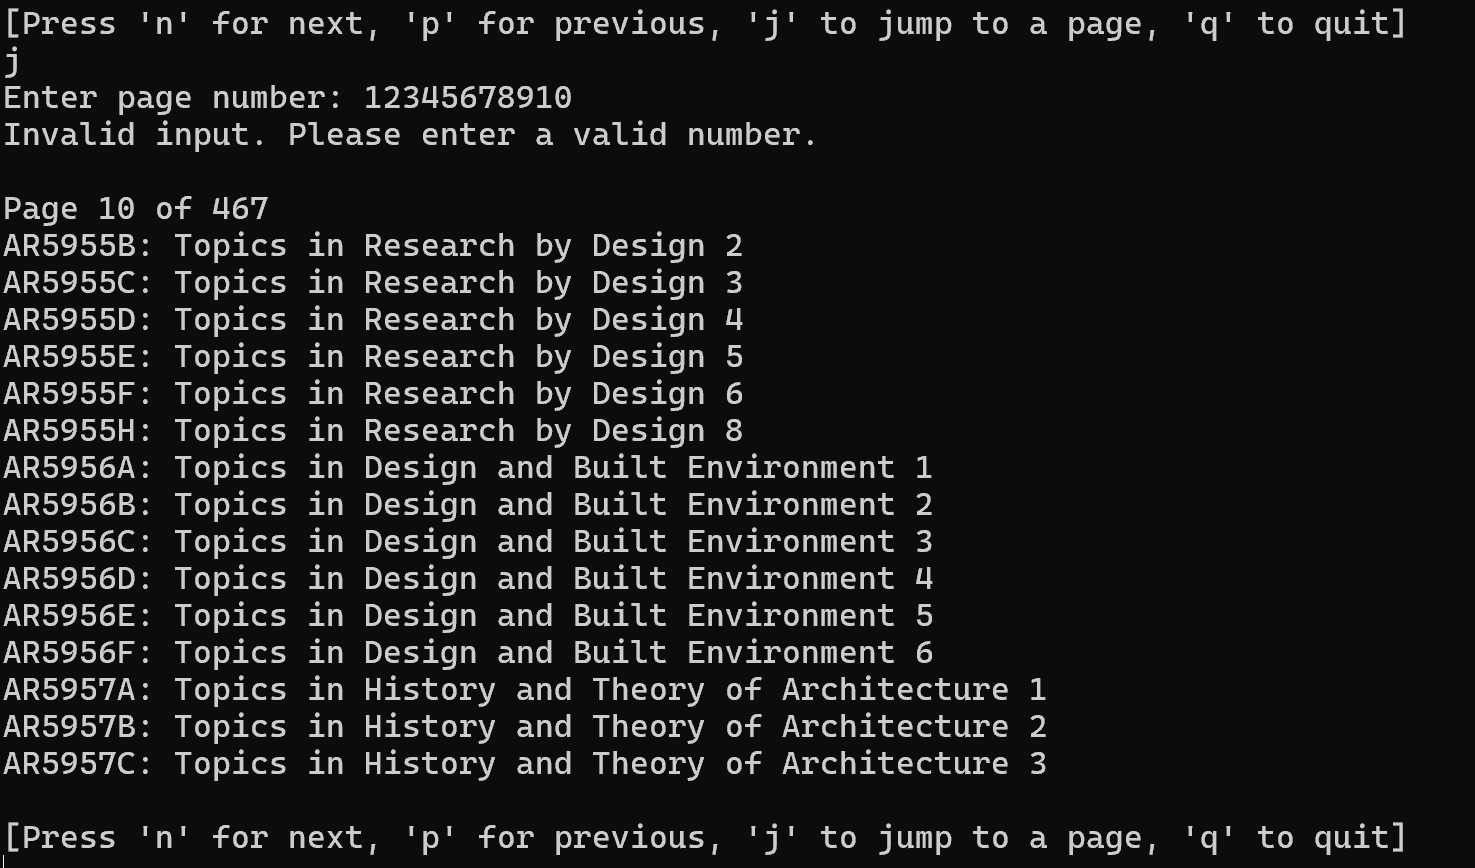 [Press 'n' for next, 'p' for previous, 'j' to jump to a page, 'q' to quit]
j
Enter page number: 12345678910
Invalid input. Please enter a valid number.
Page 10 of 467
AR5955B: Topics in Research by Design 2
AR5955C: Topics in Research by Design 3
AR5955D: Topics in Research by Design 4
AR5955E: Topics in Research by Design 5
AR5955F: Topics in Research by Design 6
AR5955H: Topics in Research by Design 8
AR5956A: Topics in Design and Built Environment 1
AR5956B: Topics in Design and Built Environment 2
AR5956C: Topics in Design and Built Environment 3
AR5956D: Topics in Design and Built Environment 4
AR5956E: Topics in Design and Built Environment 5
AR5956F: Topics in Design and Built Environment 6
AR5957A: Topics in History and Theory of Architecture 1
AR5957B: Topics in History and Theory of Architecture 2
AR5957C: Topics in History and Theory of Architecture 3
[Press 'n' for next, 'p' for previous, 'j' to jump to a page, 'q' to quit]